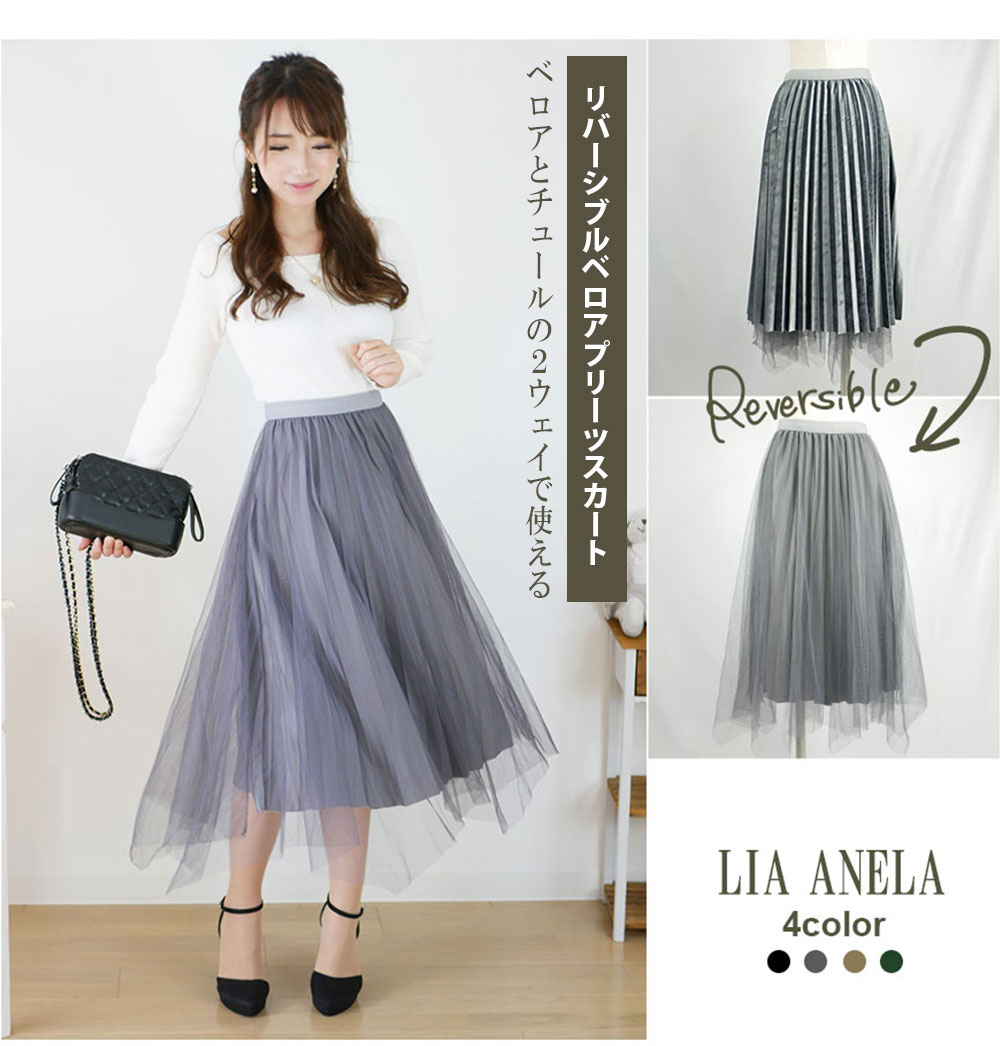 リバーシブルベロアプリーツスカート
ベロアとチュールの2ウェイで使える
Reversible
LIA ANELA
4color